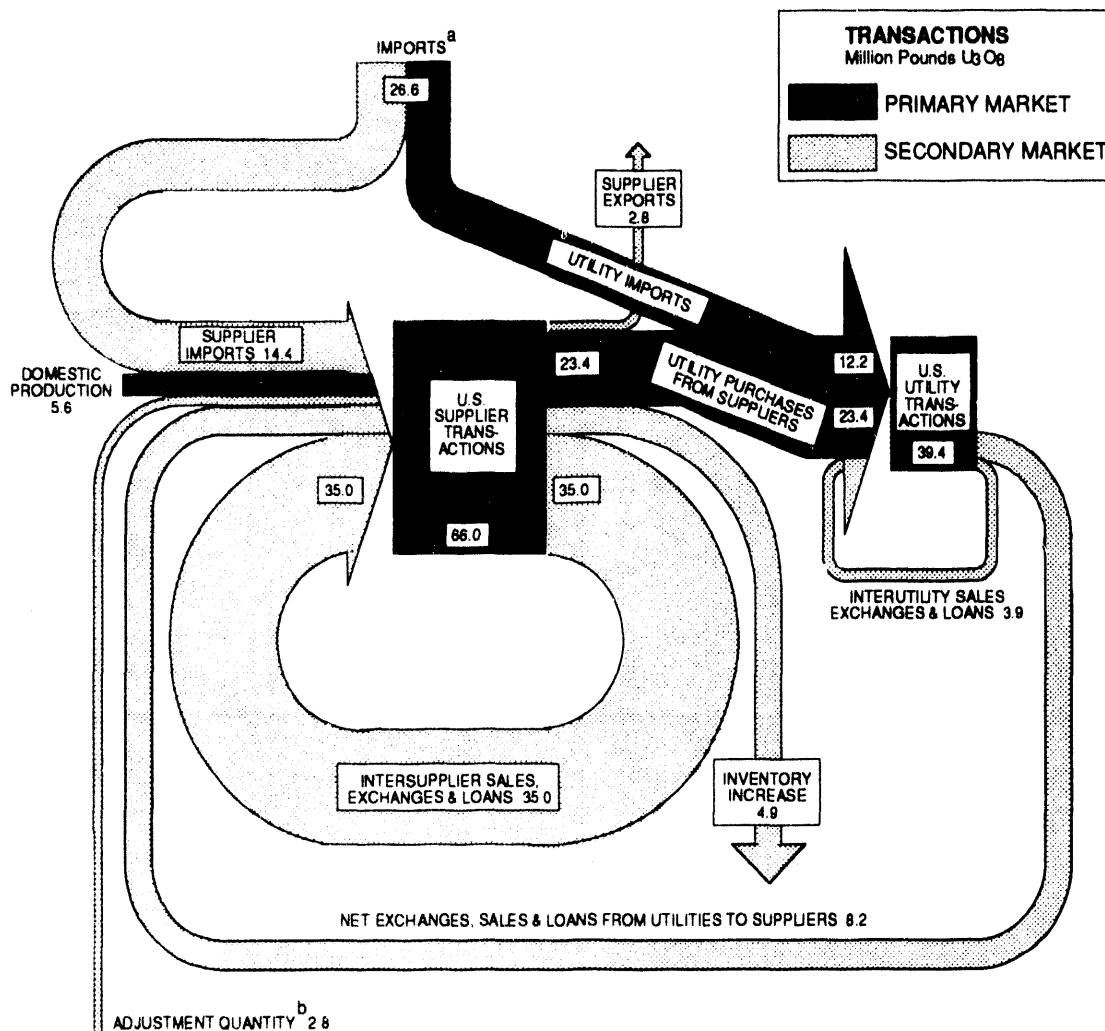 TRANSACTIONS
Million Pounds U3O8
PRIMARY MARKET
SECONDARY MARKET
IMPORTS a
26.6
SUPPLIER
EXPORTS
2.8
UTILITY IMPORTS
SUPPLIER
IMPORTS 14.4
DOMESTIC
PRODUCTION
5.6
23.4
UTILITY PURCHASES
FROM SUPPLIERS
12.2
23.4
U.S.
SUPPLIER
TRANS-
ACTIONS
66.0
U.S.
UTILITY
TRANS-
ACTIONS
39.4
35.0
35.0
INTERUTILITY SALES
EXCHANGES & LOANS 3.9
INTERSUPPLIER SALES,
EXCHANGES & LOANS 35 0
INVENTORY
INCREASE
4.9
NET EXCHANGES, SALES & LOANS FROM UTILITIES TO SUPPLIERS 8.2
ADJUSTMENT QUANTITY b 2 8